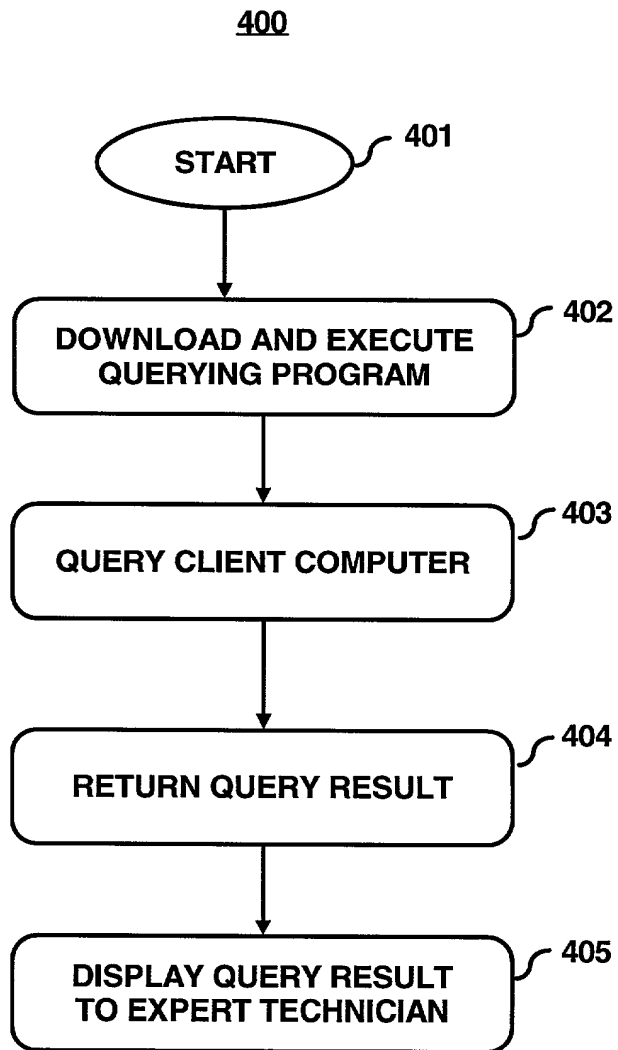 400
START
401
DOWNLOAD AND EXECUTE
QUERYING PROGRAM
402
QUERY CLIENT COMPUTER
403
RETURN QUERY RESULT
404
DISPLAY QUERY RESULT
TO EXPERT TECHNICIAN
405